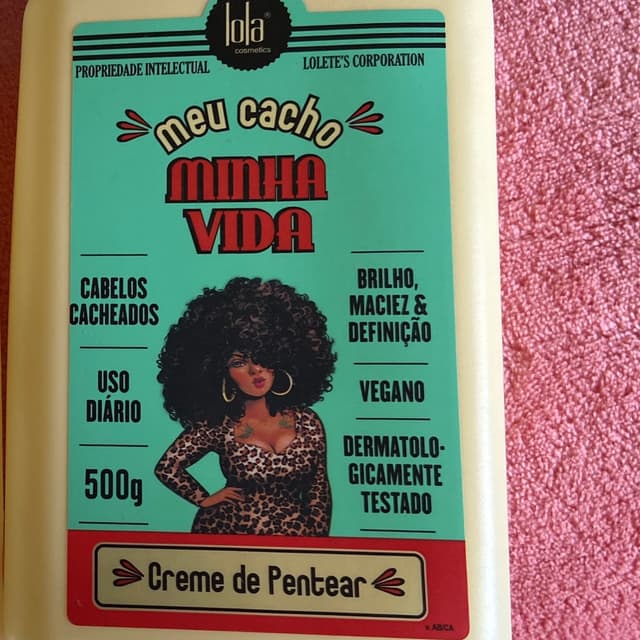 lola®
cosmetics
PROPRIEDADE INTELECTUAL
LOLETE'S CORPORATION
meu cacho
MINHA
VIDA
CABELOS
CACHEADOS
USO
DIÁRIO
500g
BRILHO,
MACIEZ &
DEFINIÇÃO
VEGANO
DERMATOLO-
GICAMENTE
TESTADO
Creme de Pentear
ABICA